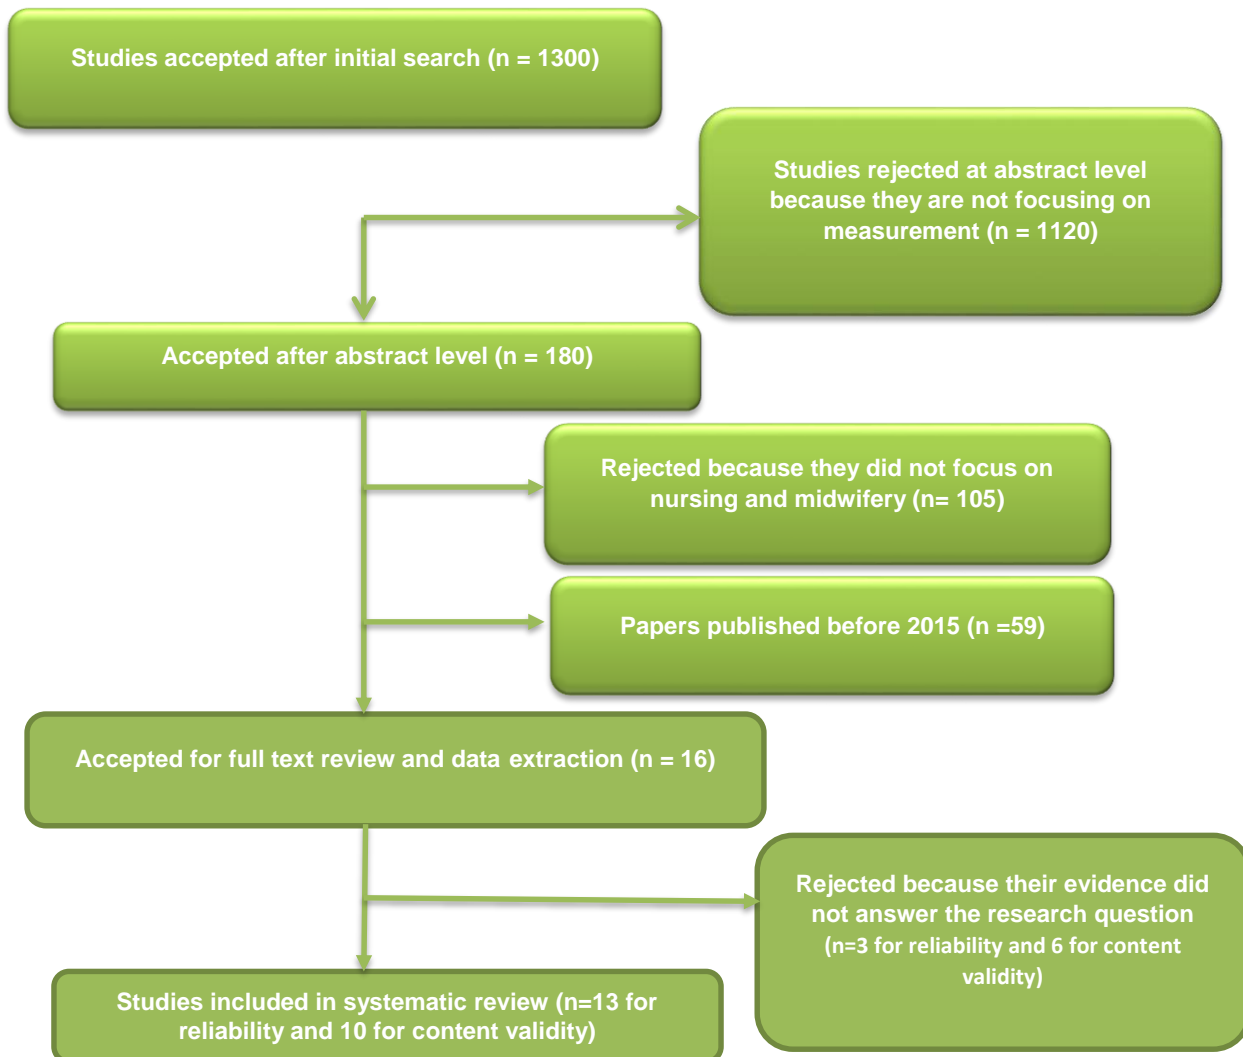 Studies accepted after initial search (n = 1300)
Studies rejected at abstract level
because they are not focusing on
measurement (n = 1120)
Accepted after abstract level (n = 180)
Rejected because they did not focus on
nursing and midwifery (n= 105)
Papers published before 2015 (n =59)
Accepted for full text review and data extraction (n = 16)
Rejected because their evidence did
not answer the research question
(n=3 for reliability and 6 for content
validity)
Studies included in systematic review (n=13 for
reliability and 10 for content validity)